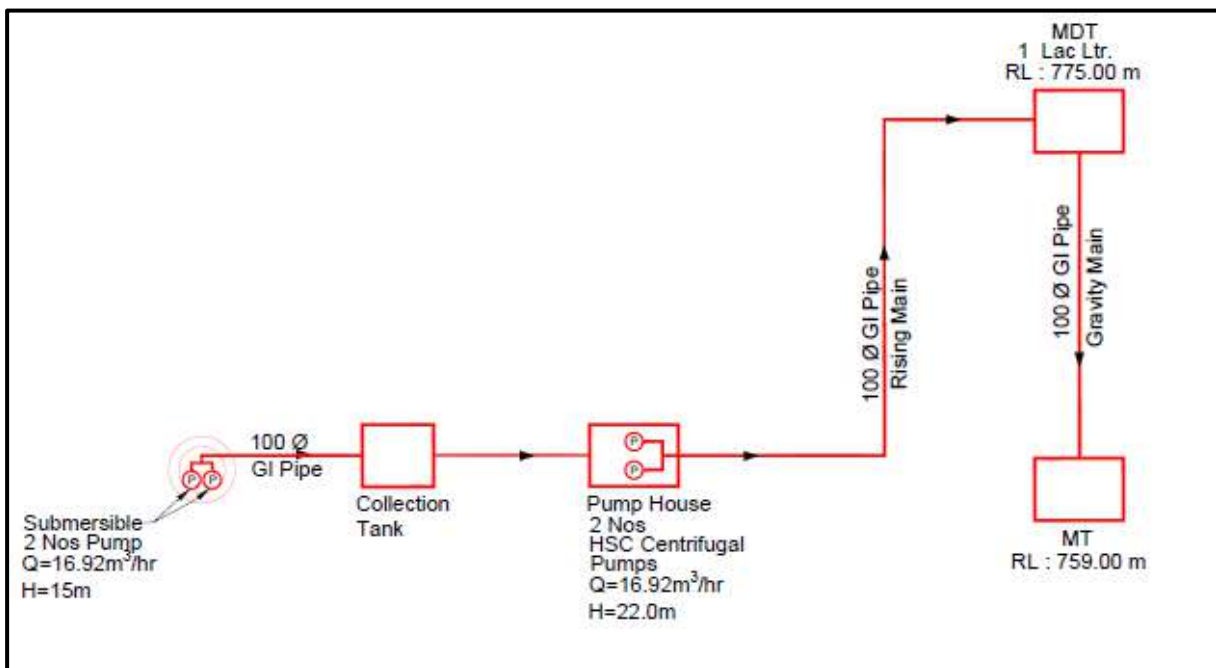 MDT
1 Lac Ltr.
RL : 775.00 m
100 Ø GI Pipe
Rising Main
100 Ø GI Pipe
Gravity Main
100 Ø
GI Pipe
P
P
Submersible
2 Nos Pump
Q=16.92m³/hr
H=15m
Collection
Tank
P
P
Pump House
2 Nos
HSC Centrifugal
Pumps
Q=16.92m³/hr
H=22.0m
MT
RL : 759.00 m